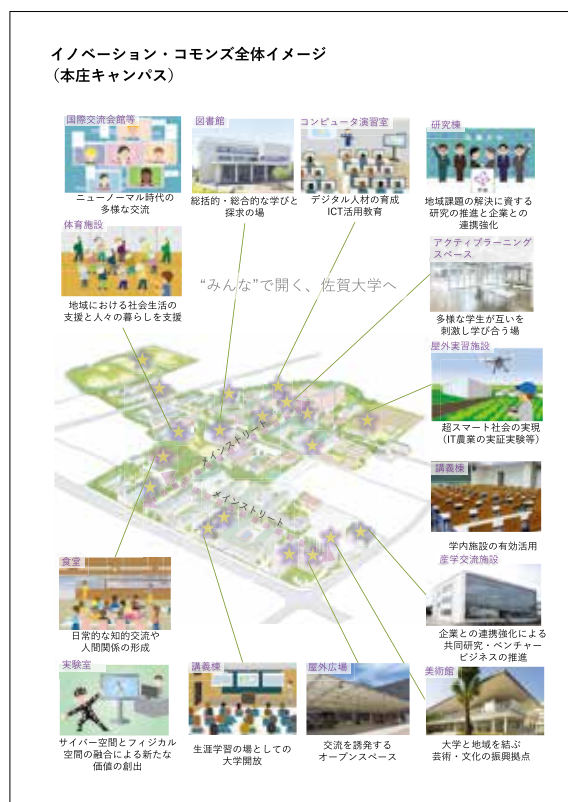 イノベーション・コモンズ全体イメージ
（本庄キャンパス）
国際交流会館等
ニューノーマル時代の
多様な交流
図書館
総括的・総合的な学びと
探求の場
コンピュータ演習室
デジタル人材の育成
ICT活用教育
研究棟
地域課題の解決に資する
研究の推進と企業との
連携強化
体育施設
地域における社会生活の
支援と人々の暮らしを支援
“みんな”で開く、佐賀大学へ
アクティブラーニング
スペース
多様な学生が互いを
刺激し学び合う場
屋外実習施設
超スマート社会の実現
（IT農業の実証実験等）
メインストリート
メインストリート
講義棟
学内施設の有効活用
産学交流施設
企業との連携強化による
共同研究・ベンチャー
ビジネスの推進
食堂
日常的な知的交流や
人間関係の形成
実験室
サイバー空間とフィジカル
空間の融合による新たな
価値の創出
講義棟
生涯学習の場としての
大学開放
屋外広場
交流を誘発する
オープンスペース
美術館
大学と地域を結ぶ
芸術・文化の振興拠点